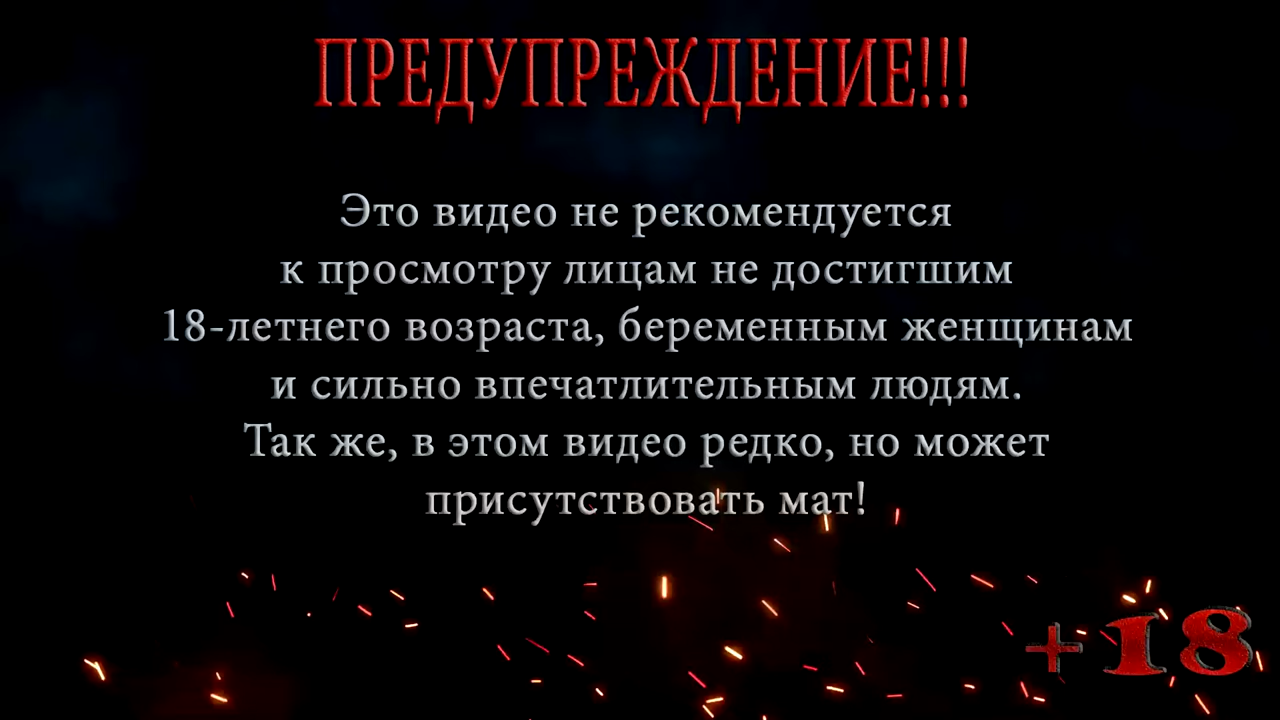 ПРЕДУПРЕЖДЕНИЕ!!!
Это видео не рекомендуется
к просмотру лицам не достигшим
18-летнего возраста, беременным женщинам
и сильно впечатлительным людям.
Так же, в этом видео редко, но может
присутствовать мат!
+18